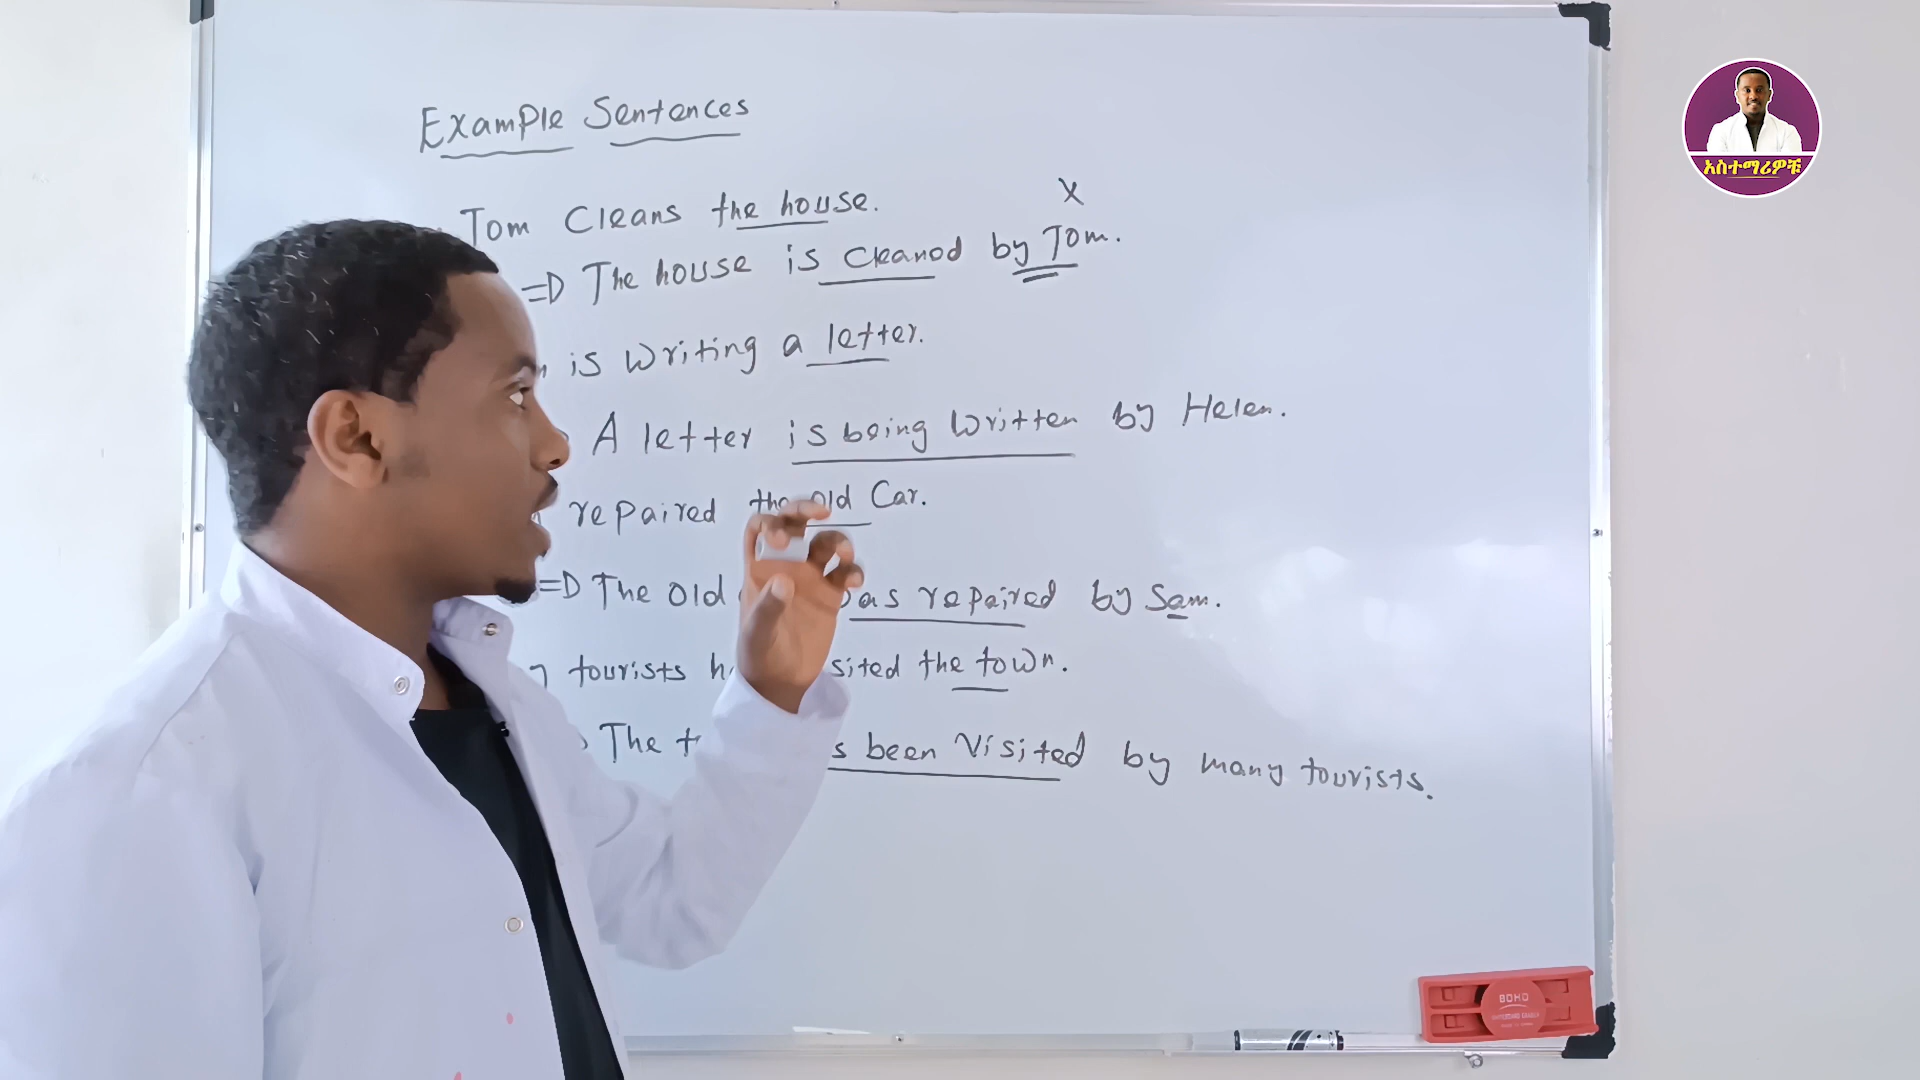 Example Sentences
Tom Cleans the house.
X
=D The house is cleaned by Tom.
is writing a letter.
A letter is being written by Helen.
repaired the old Car.
=D The old was repaired by Sam.
tourists visited the town.
The been visited by many tourists.
አስተማሪዎቹ
BOHO